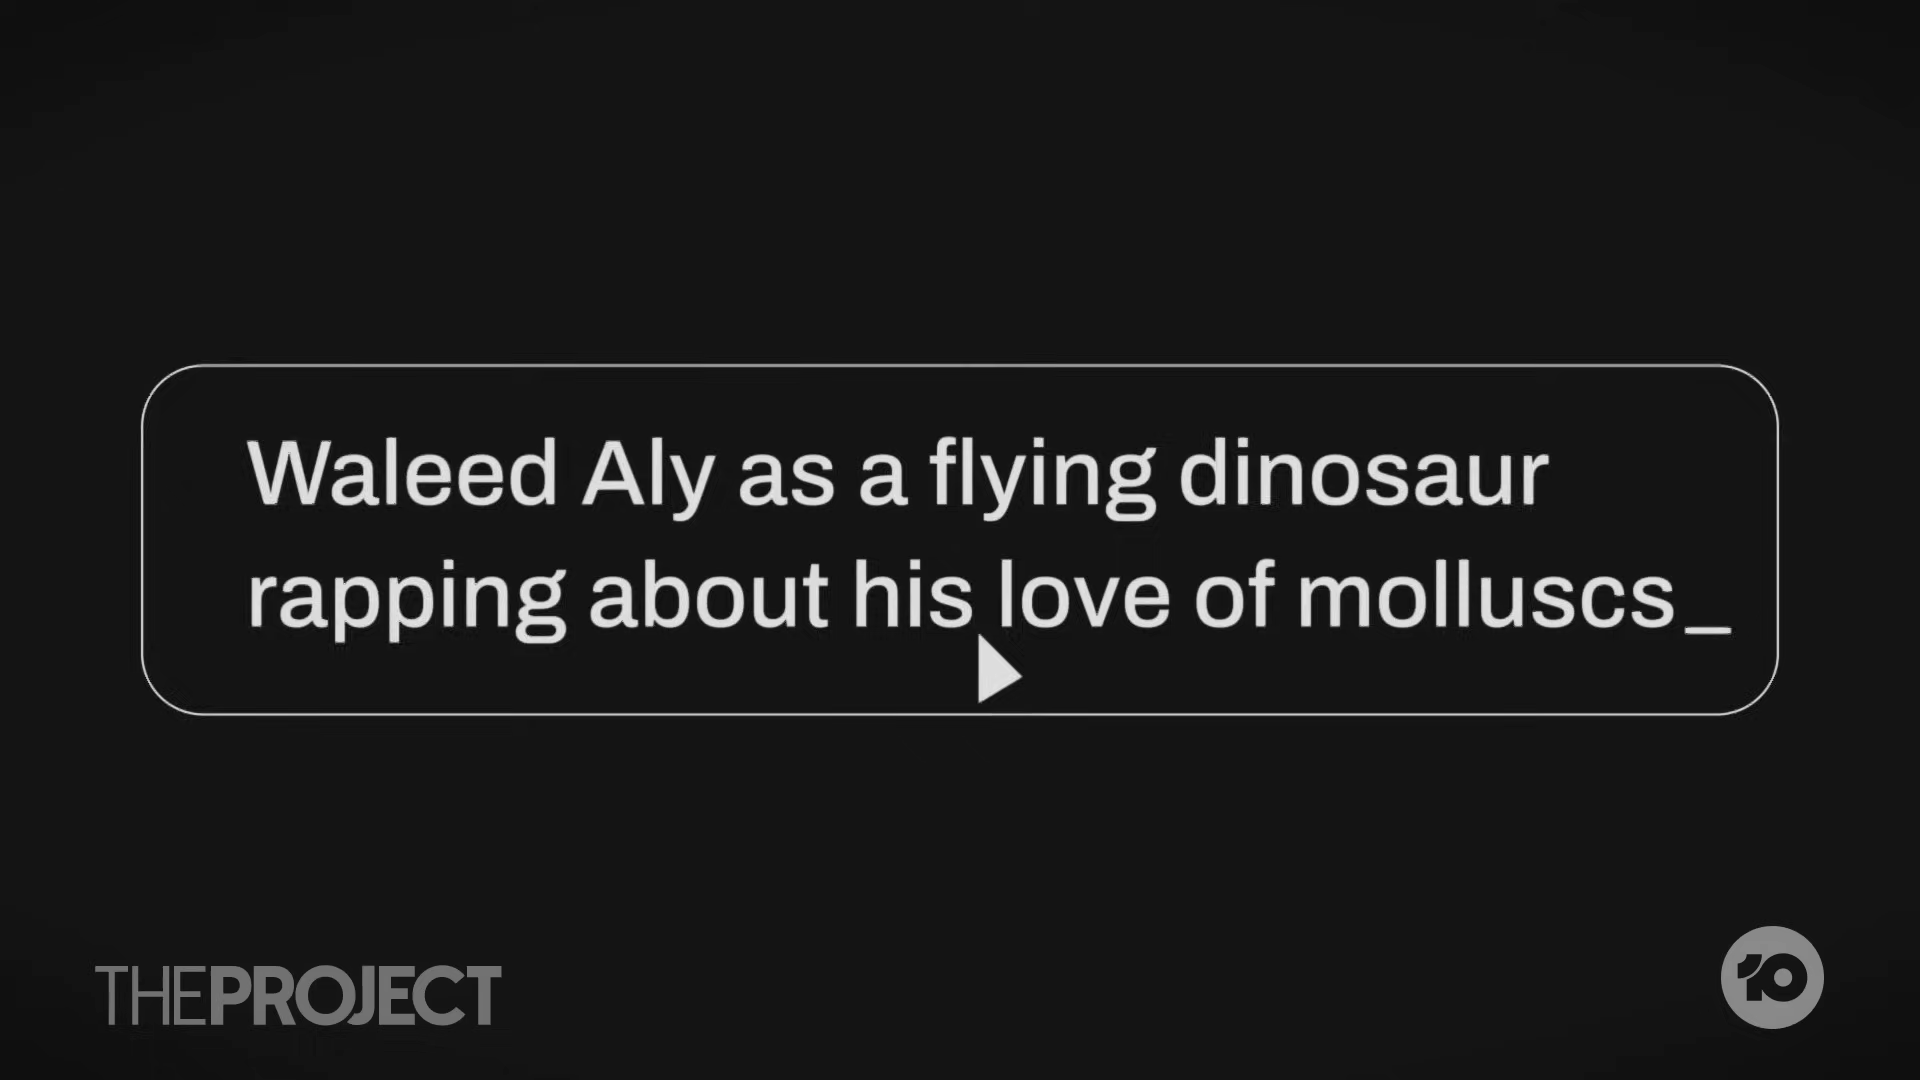 Waleed Aly as a flying dinosaur
rapping about his love of molluscs_
THEPROJECT
10